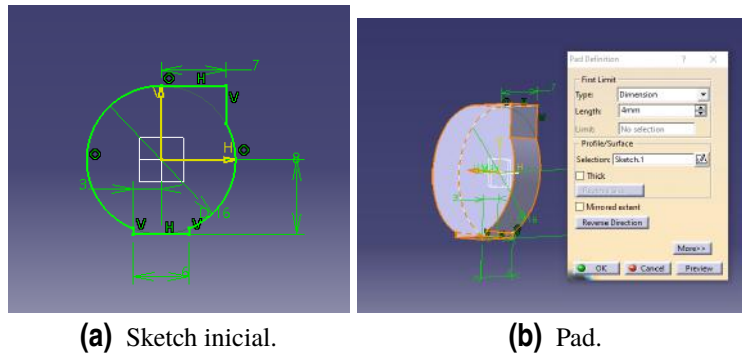 7
V
H
V
H
8
3
D 16
V
H
V
Pad Definition
? X
First Limit
Type: Dimension
Length: 4mm
Limit: No selection
Profile/Surface
Selection: Sketch.1
Thick
Mirrored extent
Reverse Direction
More>>
OK Cancel Preview
(a) Sketch inicial.
(b) Pad.